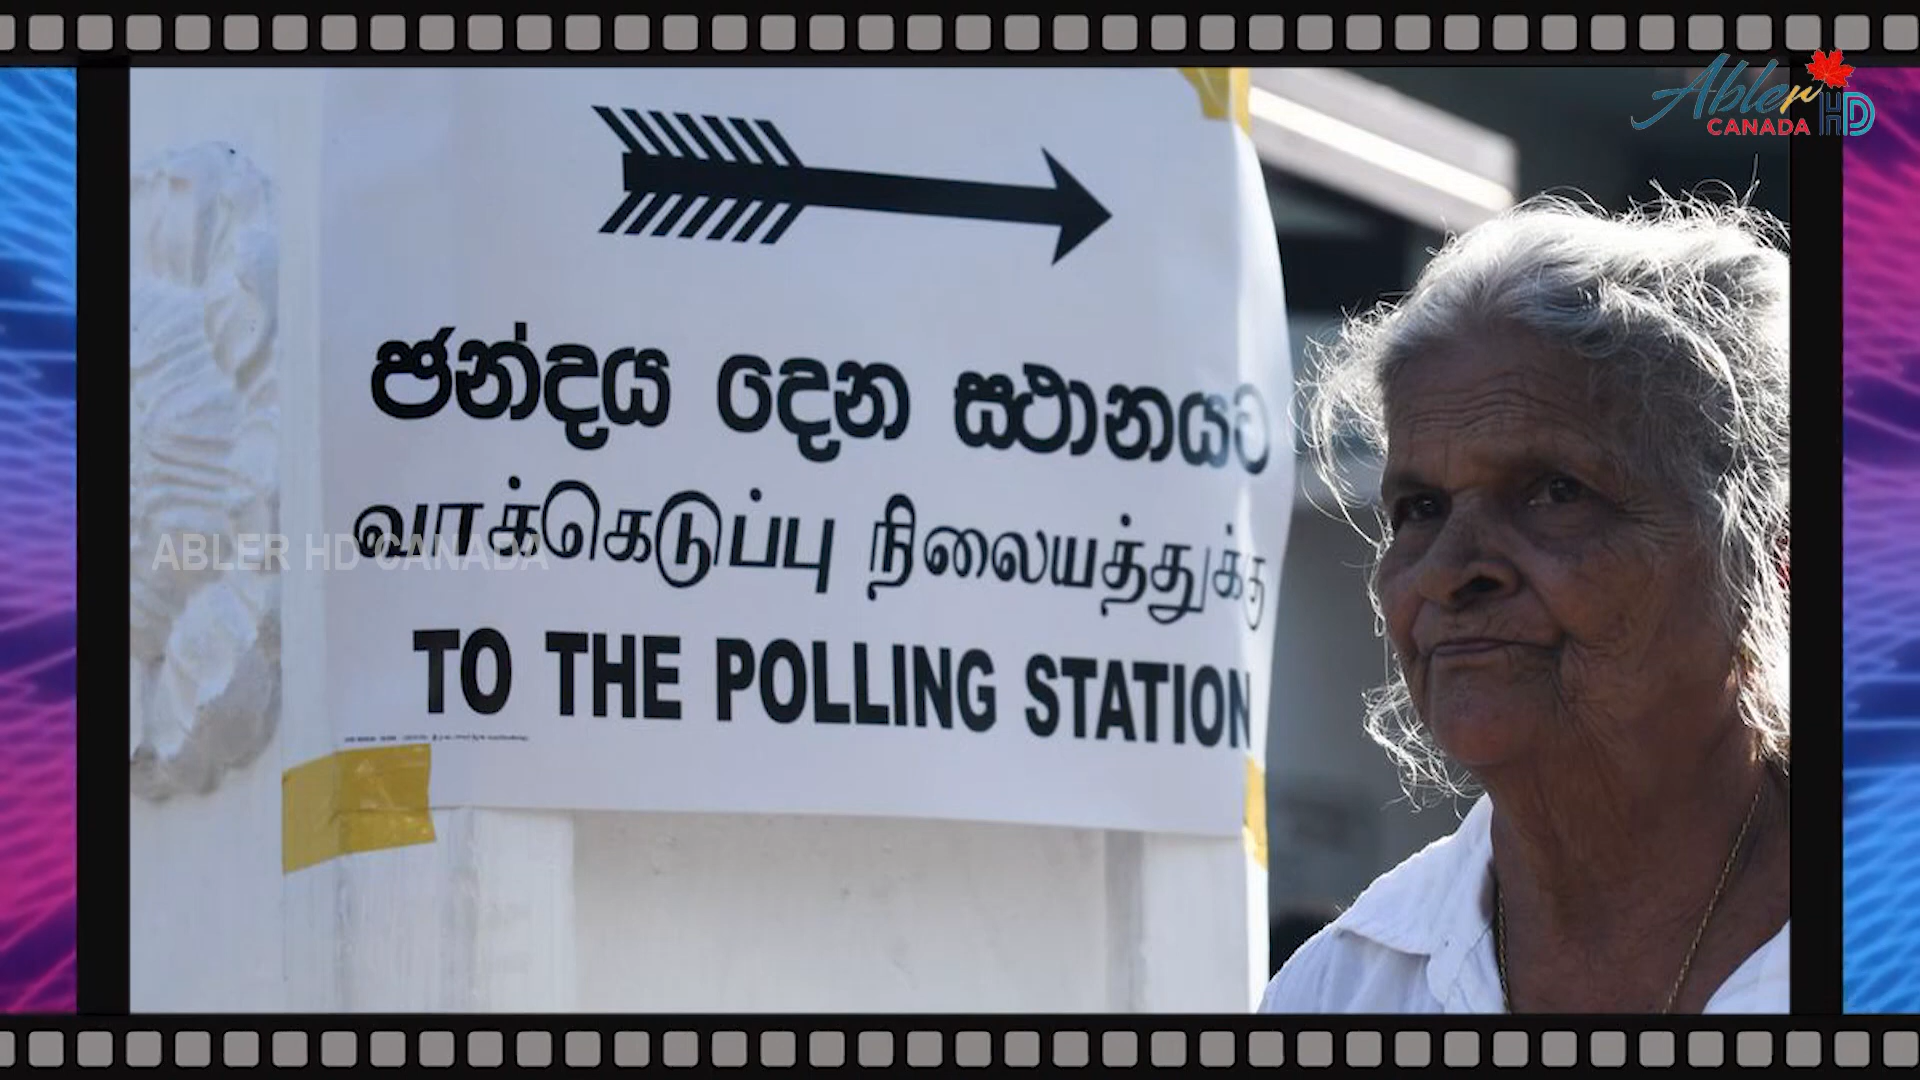 Abler HD
CANADA
ඡන්දය දෙන ස්ථානයට
வாக்கெடுப்பு நிலையத்துக்கு
ABLER HD CANADA
TO THE POLLING STATION